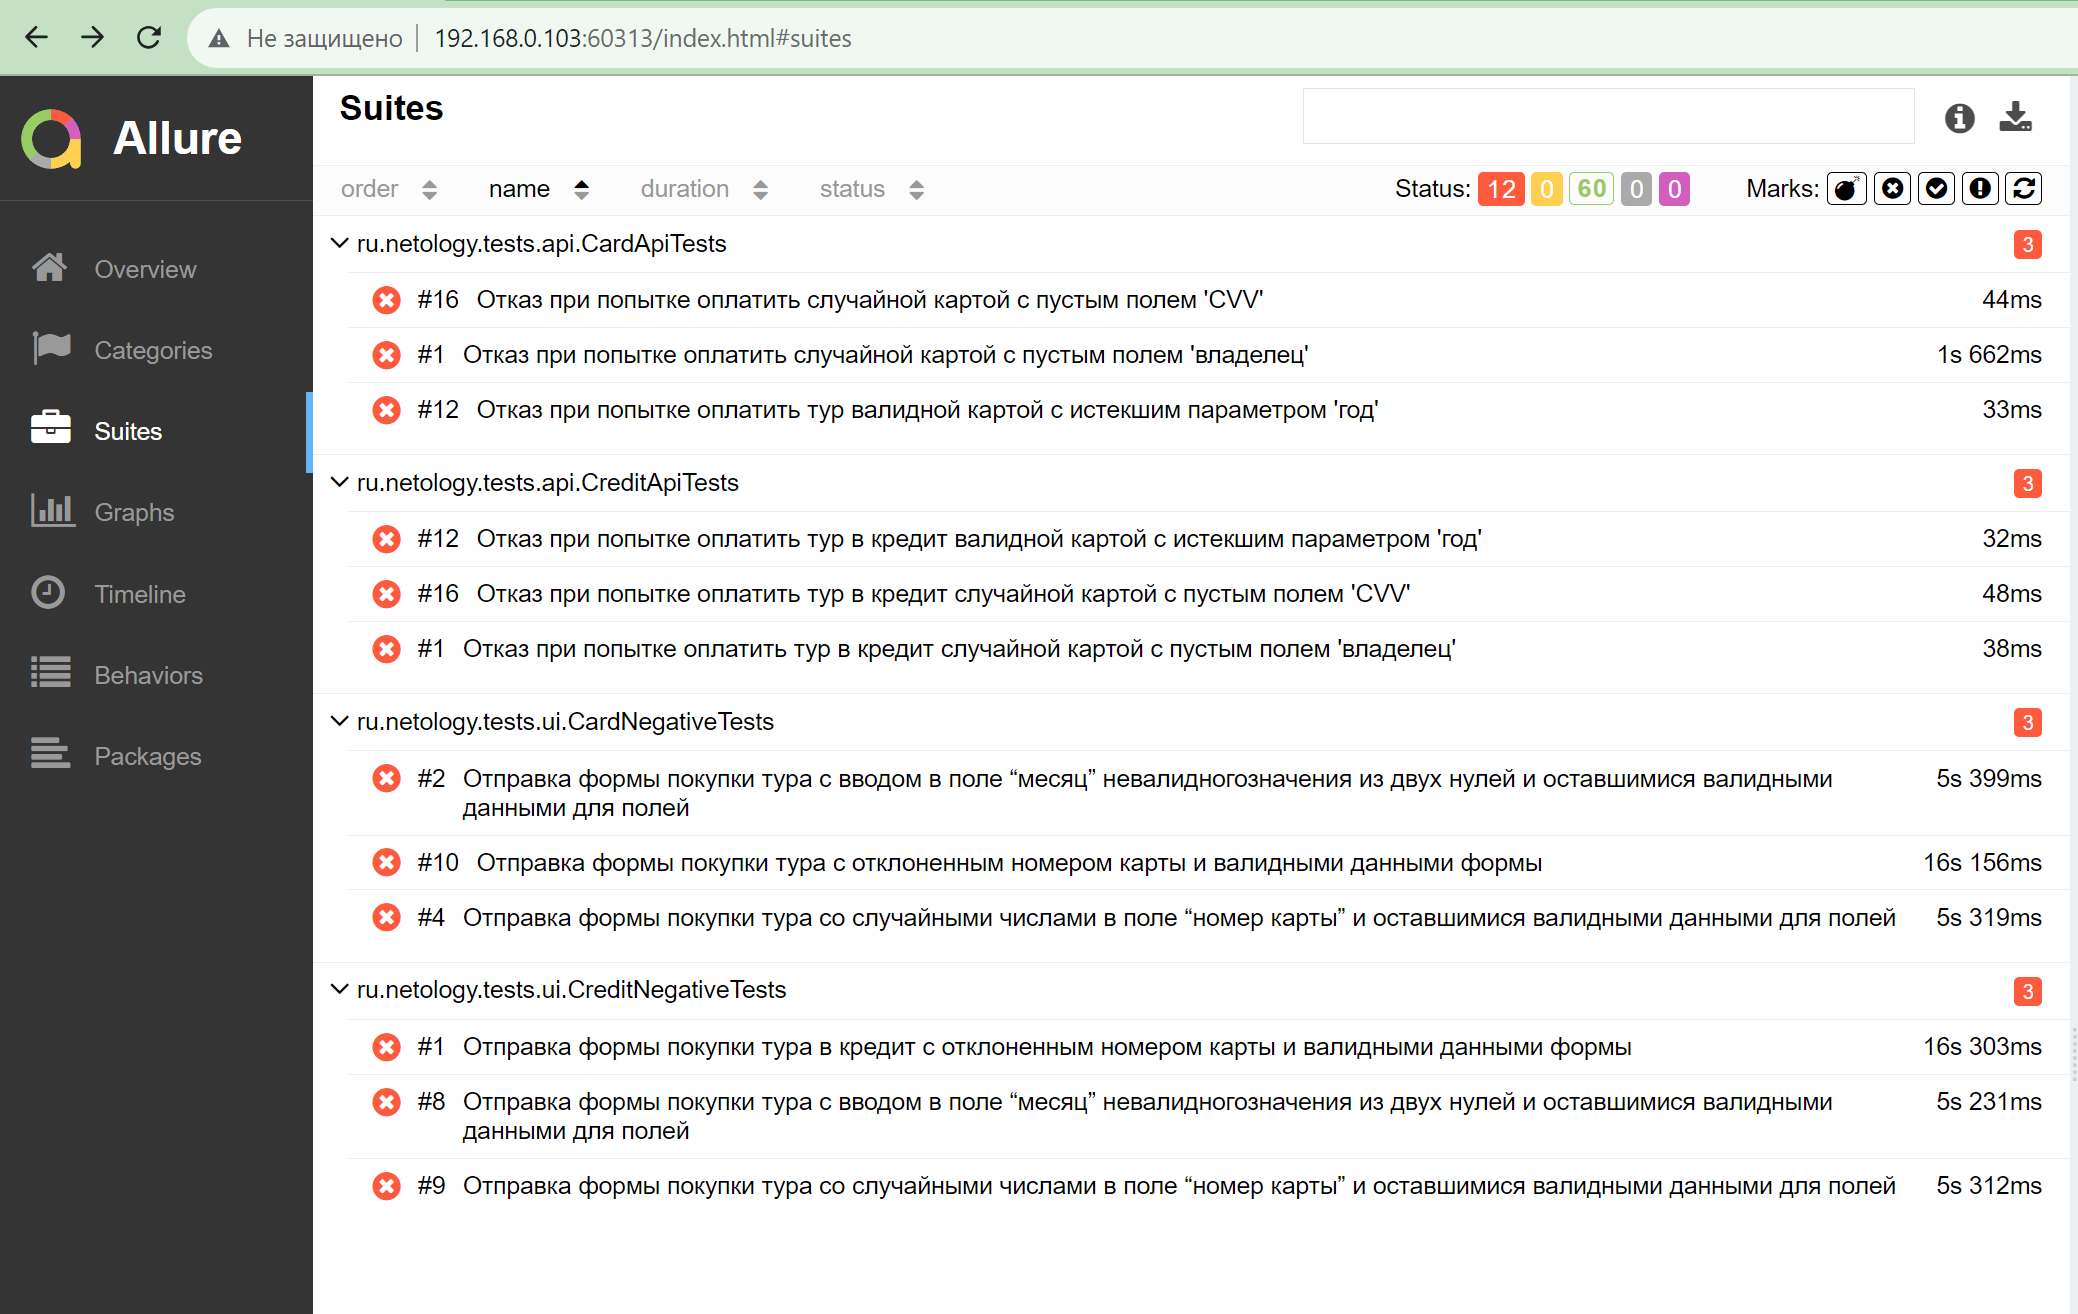 Не защищено 192.168.0.103:60313/index.html#suites
Allure
Overview
Categories
Suites
Graphs
Timeline
Behaviors
Packages
Suites
order name duration status Status: 12 0 60 0 0 Marks:
ru.netology.tests.api.CardApiTests 3
#16 Отказ при попытке оплатить случайной картой с пустым полем 'CVV' 44ms
#1 Отказ при попытке оплатить случайной картой с пустым полем 'владелец' 1s 662ms
#12 Отказ при попытке оплатить тур валидной картой с истекшим параметром 'год' 33ms
ru.netology.tests.api.CreditApiTests 3
#12 Отказ при попытке оплатить тур в кредит валидной картой с истекшим параметром 'год' 32ms
#16 Отказ при попытке оплатить тур в кредит случайной картой с пустым полем 'CVV' 48ms
#1 Отказ при попытке оплатить тур в кредит случайной картой с пустым полем 'владелец' 38ms
ru.netology.tests.ui.CardNegativeTests 3
#2 Отправка формы покупки тура с вводом в поле “месяц” невалидногозначения из двух нулей и оставшимися валидными 5s 399ms
данными для полей
#10 Отправка формы покупки тура с отклоненным номером карты и валидными данными формы 16s 156ms
#4 Отправка формы покупки тура со случайными числами в поле “номер карты” и оставшимися валидными данными для полей 5s 319ms
ru.netology.tests.ui.CreditNegativeTests 3
#1 Отправка формы покупки тура в кредит с отклоненным номером карты и валидными данными формы 16s 303ms
#8 Отправка формы покупки тура с вводом в поле “месяц” невалидногозначения из двух нулей и оставшимися валидными 5s 231ms
данными для полей
#9 Отправка формы покупки тура со случайными числами в поле “номер карты” и оставшимися валидными данными для полей 5s 312ms